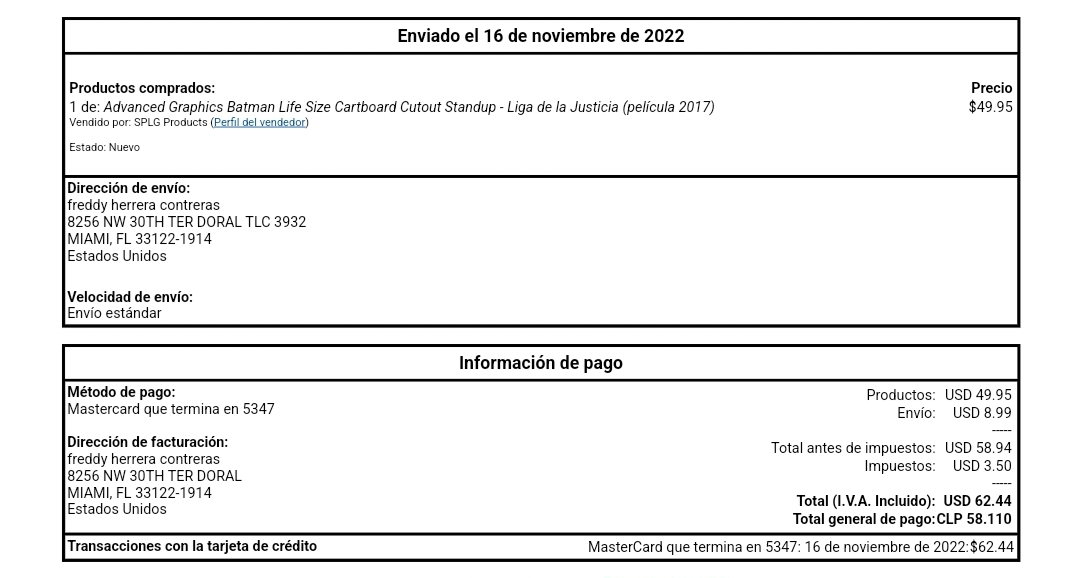 Enviado el 16 de noviembre de 2022
Productos comprados: Precio
1 de: Advanced Graphics Batman Life Size Cartboard Cutout Standup - Liga de la Justicia (película 2017) $49.95
Vendido por: SPLG Products (Perfil del vendedor)
Estado: Nuevo
Dirección de envío:
freddy herrera contreras
8256 NW 30TH TER DORAL TLC 3932
MIAMI, FL 33122-1914
Estados Unidos
Velocidad de envío:
Envío estándar
Información de pago
Método de pago:
Mastercard que termina en 5347
Dirección de facturación:
freddy herrera contreras
8256 NW 30TH TER DORAL
MIAMI, FL 33122-1914
Estados Unidos
Productos: USD 49.95
Envío: USD 8.99
-----
Total antes de impuestos: USD 58.94
Impuestos: USD 3.50
-----
Total (I.V.A. Incluido): USD 62.44
Total general de pago:CLP 58.110
Transacciones con la tarjeta de crédito MasterCard que termina en 5347: 16 de noviembre de 2022:$62.44